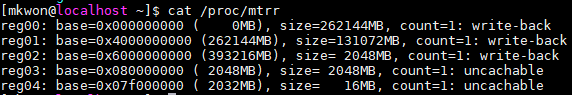 [mkwon@localhost ~]$ cat /proc/mtrr
reg00: base=0x000000000 (    0MB), size=262144MB, count=1: write-back
reg01: base=0x4000000000 (262144MB), size=131072MB, count=1: write-back
reg02: base=0x6000000000 (393216MB), size= 2048MB, count=1: write-back
reg03: base=0x080000000 ( 2048MB), size= 2048MB, count=1: uncachable
reg04: base=0x07f000000 ( 2032MB), size=   16MB, count=1: uncachable